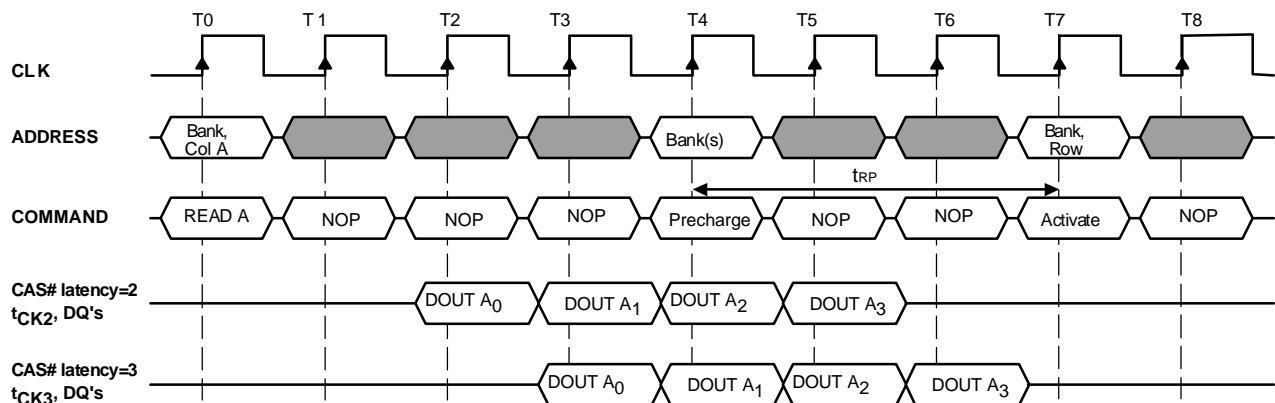 T0 T 1 T2 T3 T4 T5 T6 T7 T8
CLK
ADDRESS Bank, Col A Bank(s) Bank, Row
tRP
COMMAND READ A NOP NOP NOP Precharge NOP NOP Activate NOP
CAS# latency=2
tCK2, DQ's DOUT A0 DOUT A1 DOUT A2 DOUT A3
CAS# latency=3
tCK3, DQ's DOUT A0 DOUT A1 DOUT A2 DOUT A3